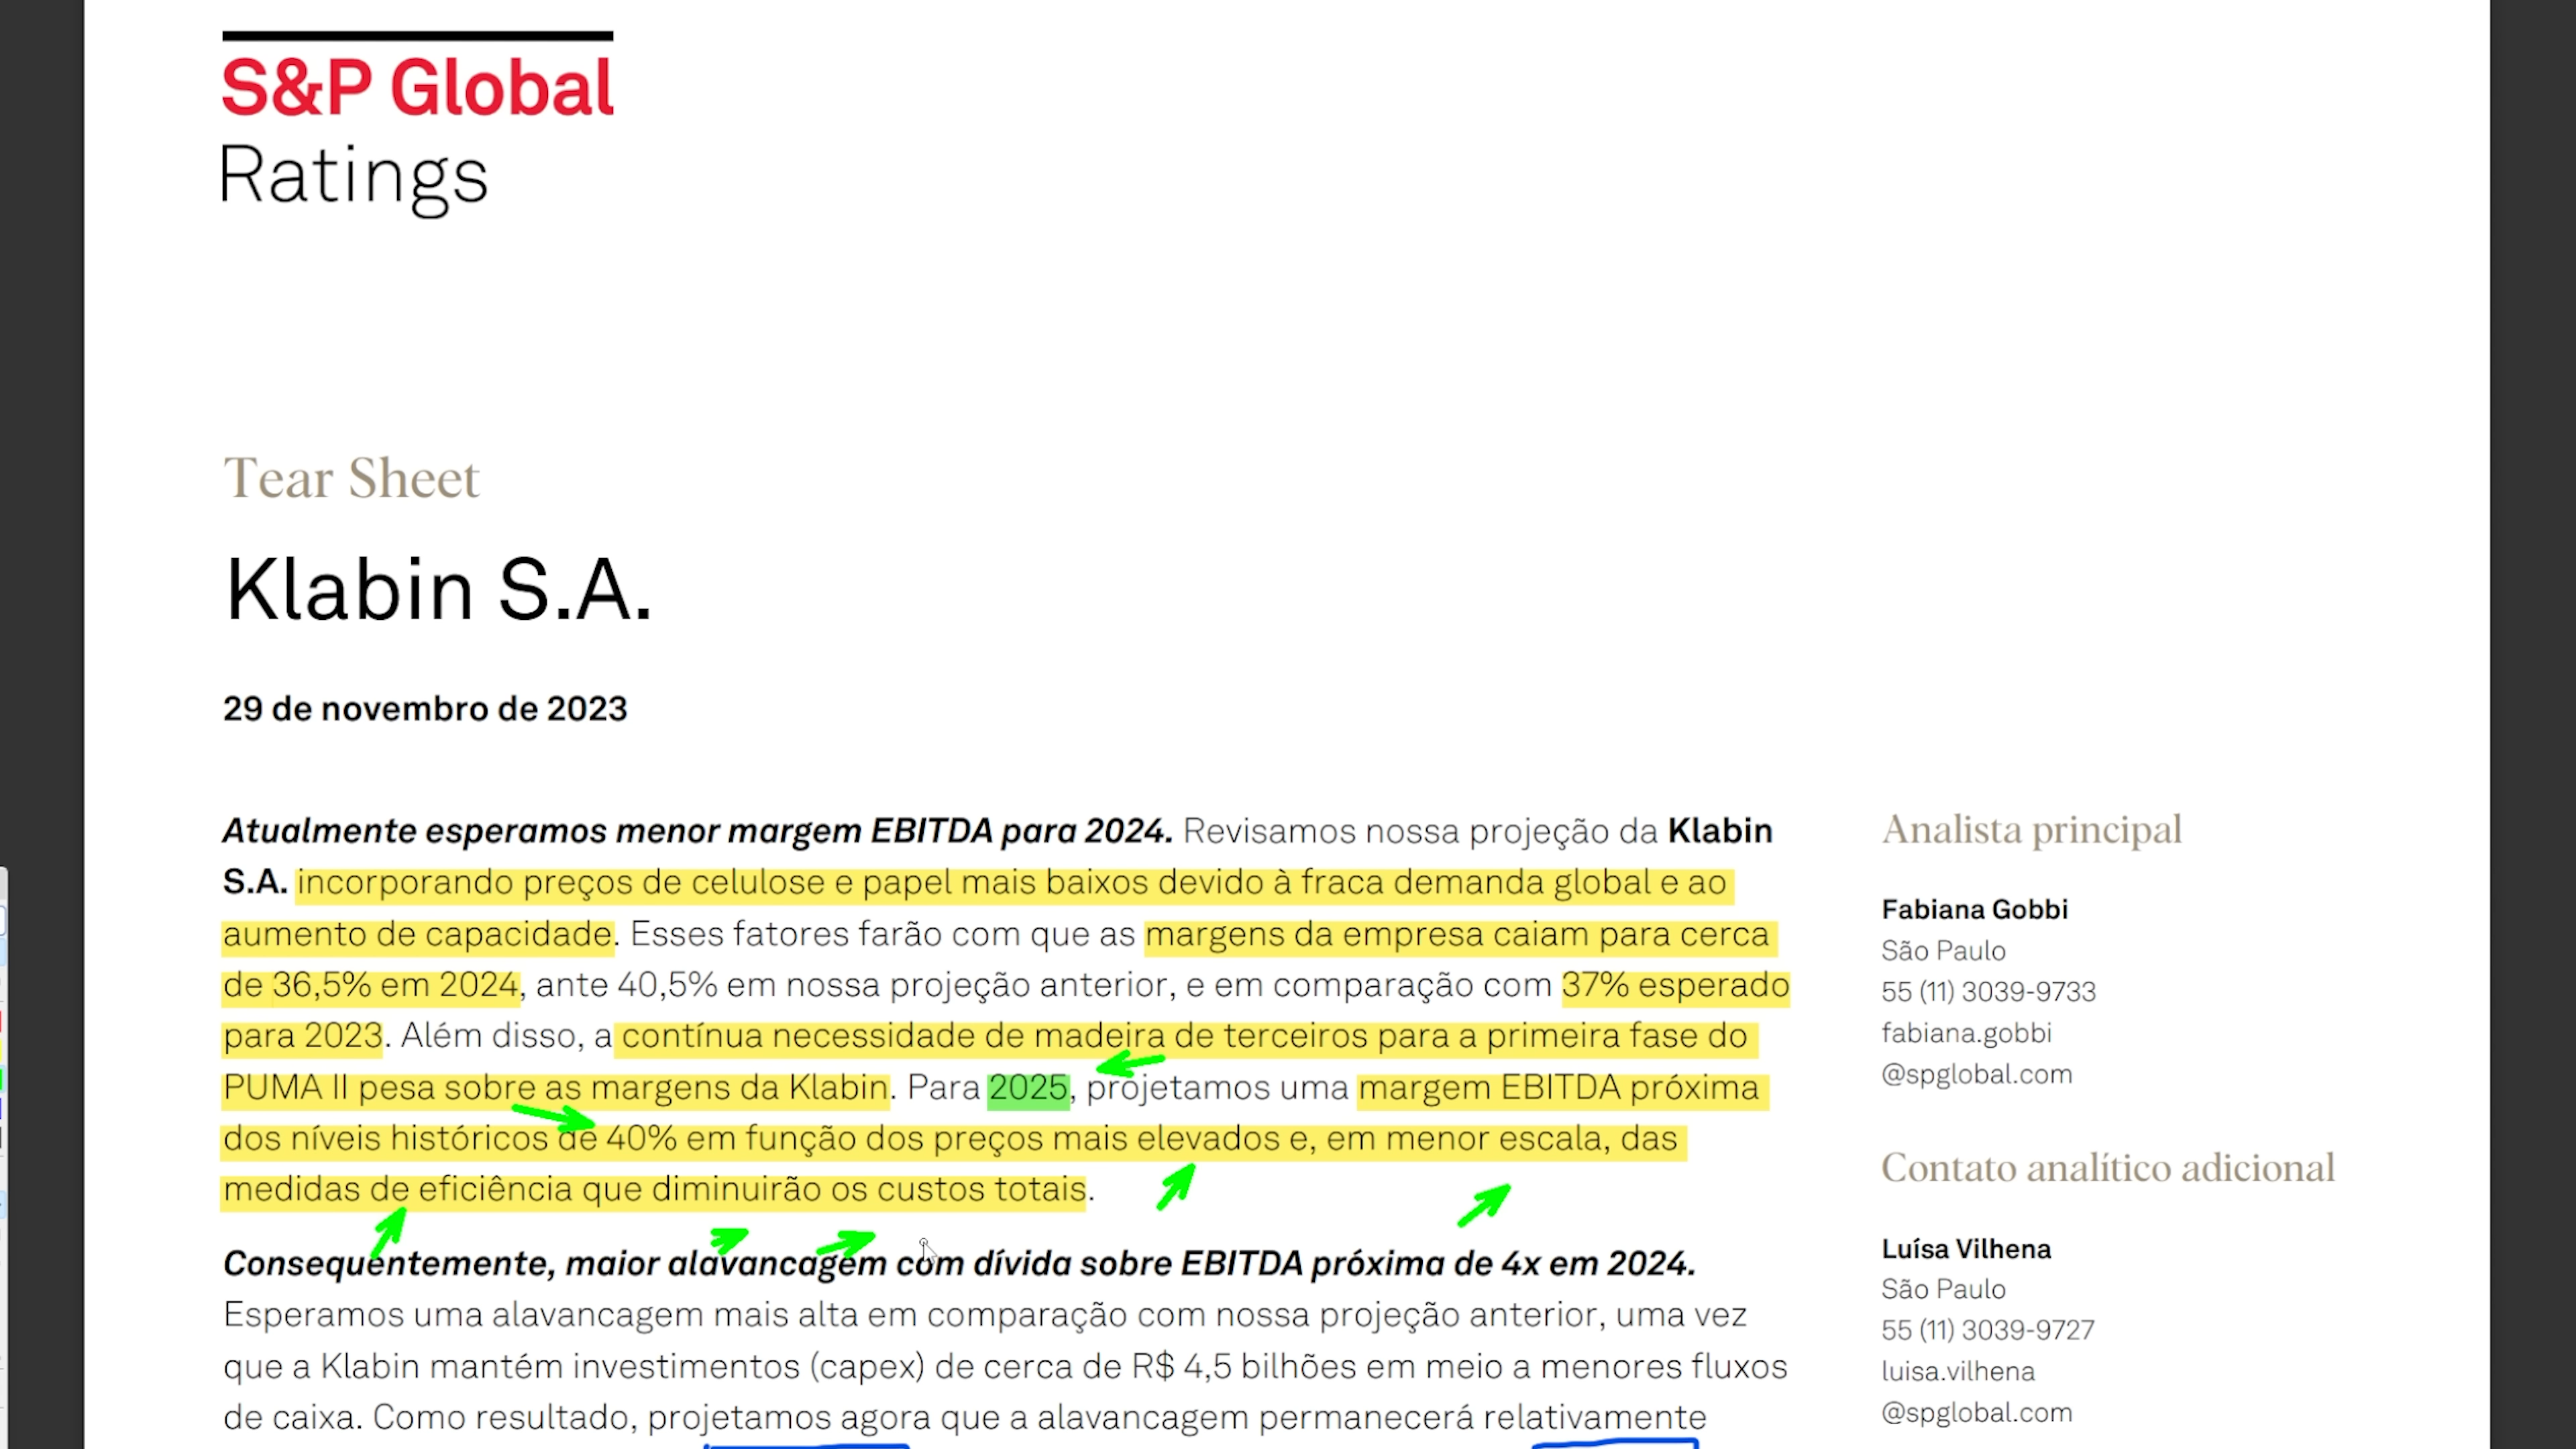 S&P Global
Ratings
Tear Sheet
Klabin S.A.
29 de novembro de 2023
Atualmente esperamos menor margem EBITDA para 2024. Revisamos nossa projeção da Klabin
S.A. incorporando preços de celulose e papel mais baixos devido à fraca demanda global e ao
aumento de capacidade. Esses fatores farão com que as margens da empresa caiam para cerca
de 36,5% em 2024, ante 40,5% em nossa projeção anterior, e em comparação com 37% esperado
para 2023. Além disso, a contínua necessidade de madeira de terceiros para a primeira fase do
PUMA II pesa sobre as margens da Klabin. Para 2025, projetamos uma margem EBITDA próxima
dos níveis históricos de 40% em função dos preços mais elevados e, em menor escala, das
medidas de eficiência que diminuirão os custos totais.
Consequentemente, maior alavancagem com dívida sobre EBITDA próxima de 4x em 2024.
Esperamos uma alavancagem mais alta em comparação com nossa projeção anterior, uma vez
que a Klabin mantém investimentos (capex) de cerca de R$ 4,5 bilhões em meio a menores fluxos
de caixa. Como resultado, projetamos agora que a alavancagem permanecerá relativamente
Analista principal
Fabiana Gobbi
São Paulo
55 (11) 3039-9733
fabiana.gobbi
@spglobal.com
Contato analítico adicional
Luísa Vilhena
São Paulo
55 (11) 3039-9727
luisa.vilhena
@spglobal.com